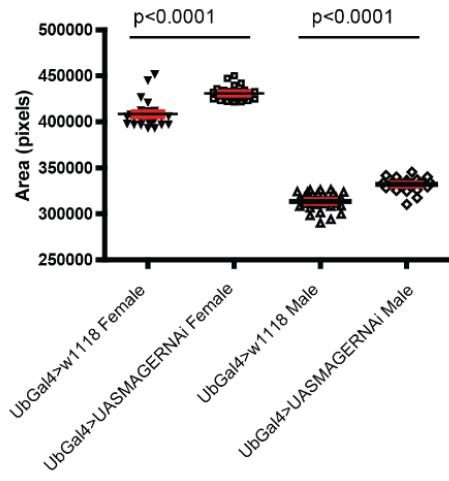 p<0.0001 p<0.0001
500000
450000
400000
350000
300000
250000
Area (pixels)
UbGal4>w1118 Female
UbGal4>UASMAGERNAi Female
UbGal4>w1118 Male
UbGal4>UASMAGERNAi Male